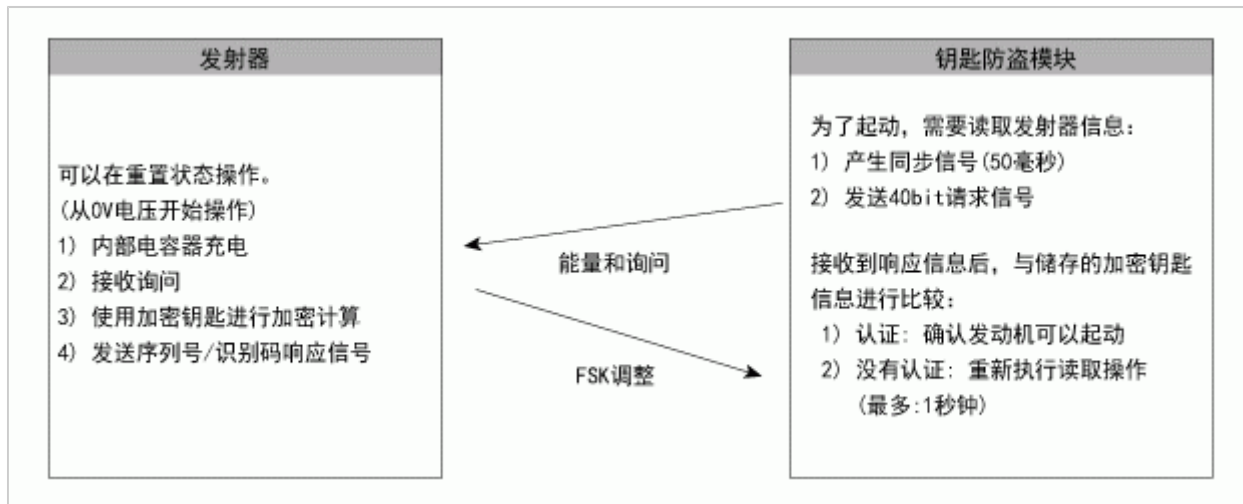 发射器
可以在重置状态操作。
(从0V电压开始操作)
1) 内部电容器充电
2) 接收询问
3) 使用加密钥匙进行加密计算
4) 发送序列号/识别码响应信号
能量和询问
FSK调整
钥匙防盗模块
为了起动，需要读取发射器信息：
1) 产生同步信号(50毫秒)
2) 发送40bit请求信号
接收到响应信息后，与储存的加密钥匙
信息进行比较：
1) 认证：确认发动机可以起动
2) 没有认证：重新执行读取操作
(最多:1秒钟)